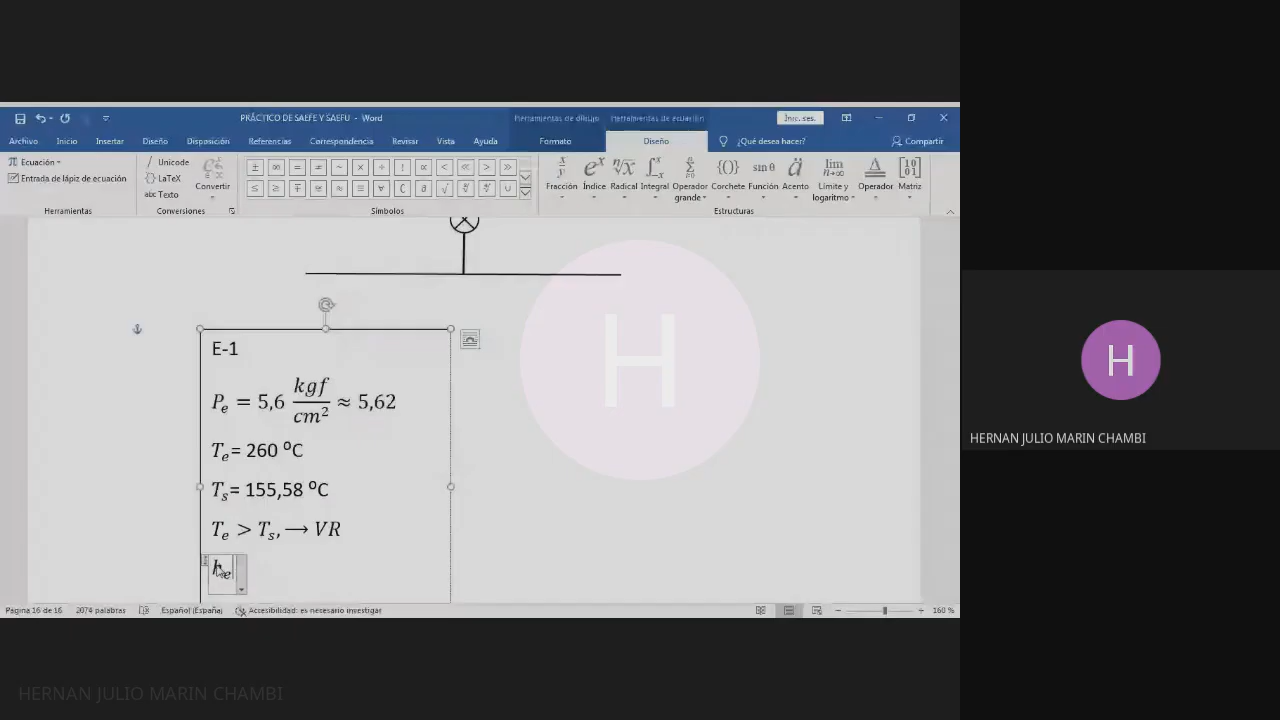 PRÁCTICO DE SAEFE Y SAEFU - Word
Herramientas de dibujo
Herramientas de ecuación
Inic. ses.
Archivo Inicio Insertar Diseño Disposición Referencias Correspondencia Revisar Vista Ayuda Formato Diseño ¿Qué desea hacer? Compartir
Ecuación
Entrada de lápiz de ecuación
Herramientas
Unicode
LaTeX
abc Texto
Convertir
Conversiones
± ∞ = ≠ ~ × ÷ ! ∝ < ≪ > ≫
≤ ≥ ∓ ≅ ≈ ≡ ∀ ∁ ∂ √ ∛ ∜ ∪
Símbolos
Fracción Índice Radical Integral Operador grande Corchete Función Acento Límite y logaritmo Operador Matriz
Estructuras
E-1
P_e = 5,6 kgf/cm² ≈ 5,62
T_e= 260 ⁰C
T_s= 155,58 ⁰C
T_e > T_s, ⟶ VR
h_e
H
H
HERNAN JULIO MARIN CHAMBI
Página 16 de 16 2074 palabras Español (España) Accesibilidad: es necesario investigar 160 %
HERNAN JULIO MARIN CHAMBI